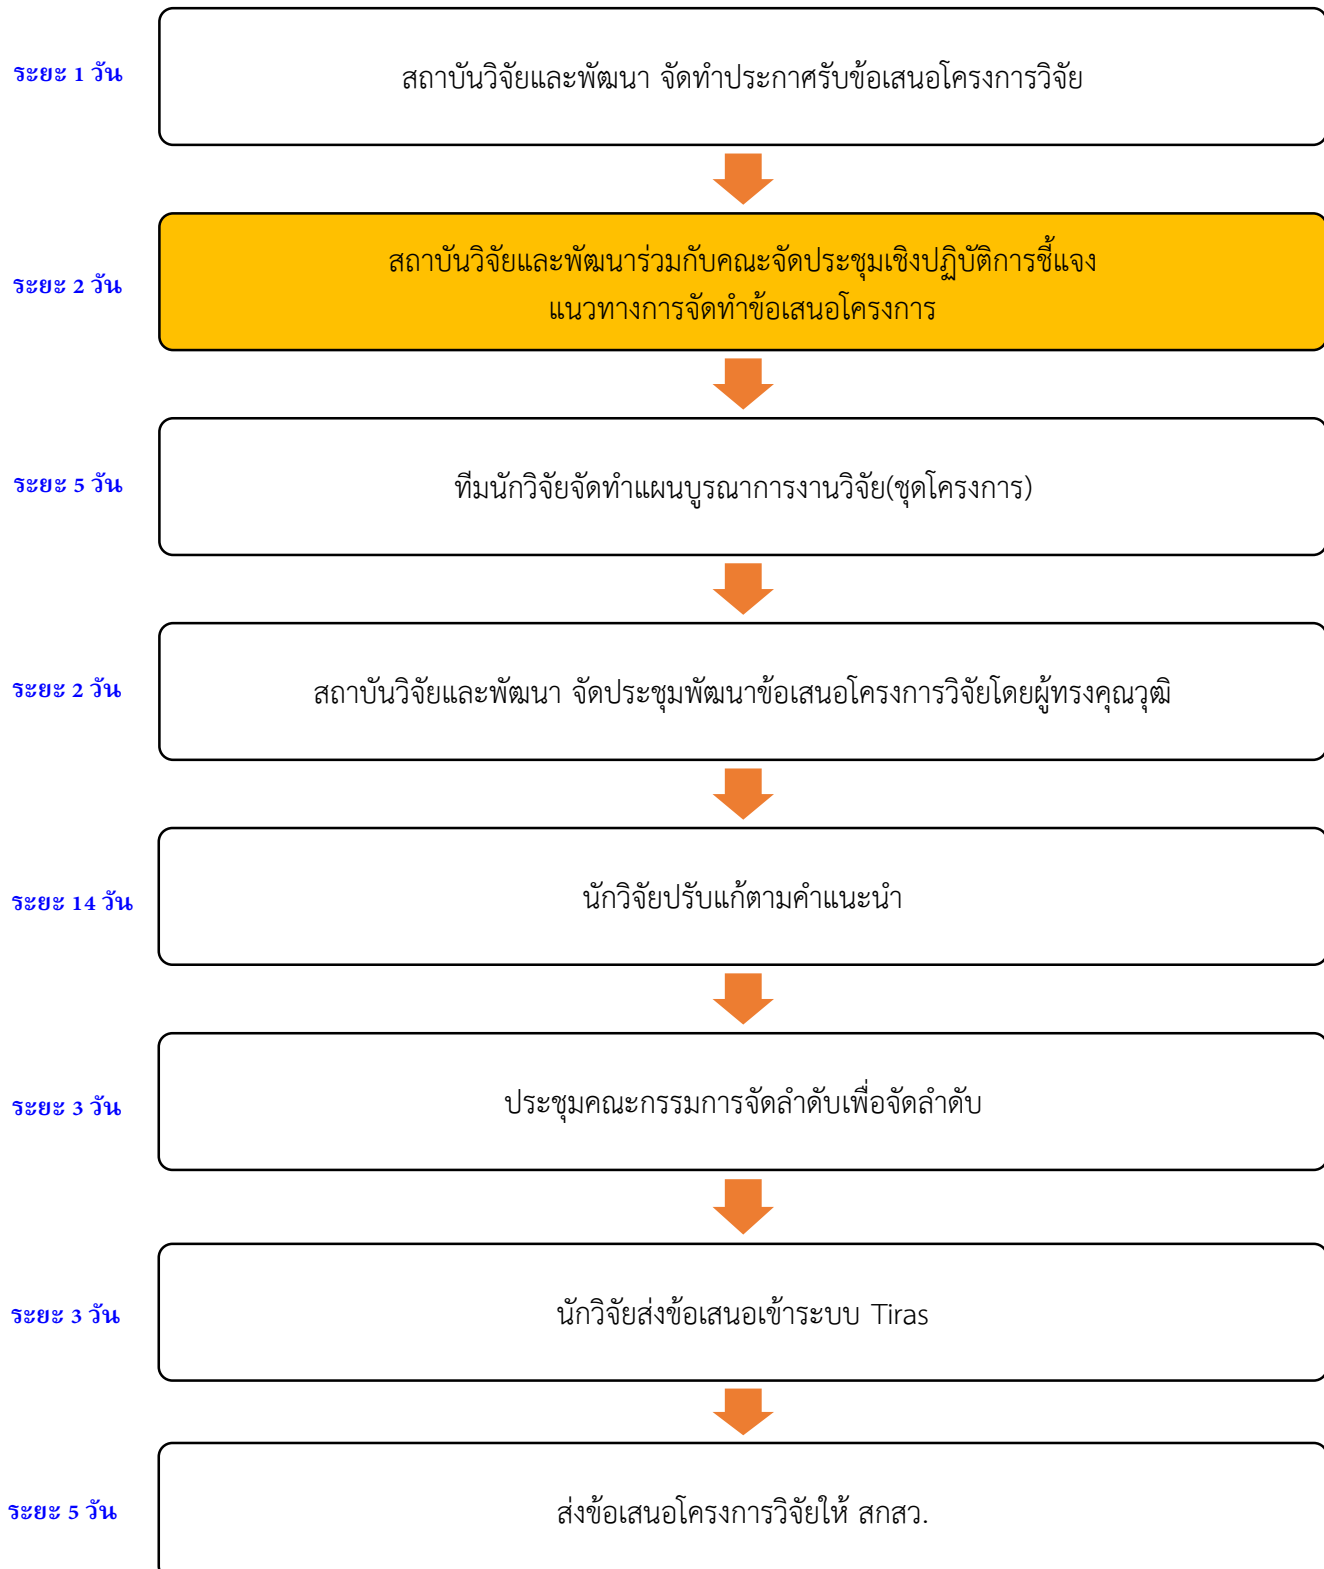 ระยะ 1 วัน
สถาบันวิจัยและพัฒนา จัดทำประกาศรับข้อเสนอโครงการวิจัย
ระยะ 2 วัน
สถาบันวิจัยและพัฒนาร่วมกับคณะจัดประชุมเชิงปฏิบัติการชี้แจง
แนวทางการจัดทำข้อเสนอโครงการ
ระยะ 5 วัน
ทีมนักวิจัยจัดทำแผนบูรณาการงานวิจัย(ชุดโครงการ)
ระยะ 2 วัน
สถาบันวิจัยและพัฒนา จัดประชุมพัฒนาข้อเสนอโครงการวิจัยโดยผู้ทรงคุณวุฒิ
ระยะ 14 วัน
นักวิจัยปรับแก้ตามคำแนะนำ
ระยะ 3 วัน
ประชุมคณะกรรมการจัดลำดับเพื่อจัดลำดับ
ระยะ 3 วัน
นักวิจัยส่งข้อเสนอเข้าระบบ Tiras
ระยะ 5 วัน
ส่งข้อเสนอโครงการวิจัยให้ สกสว.